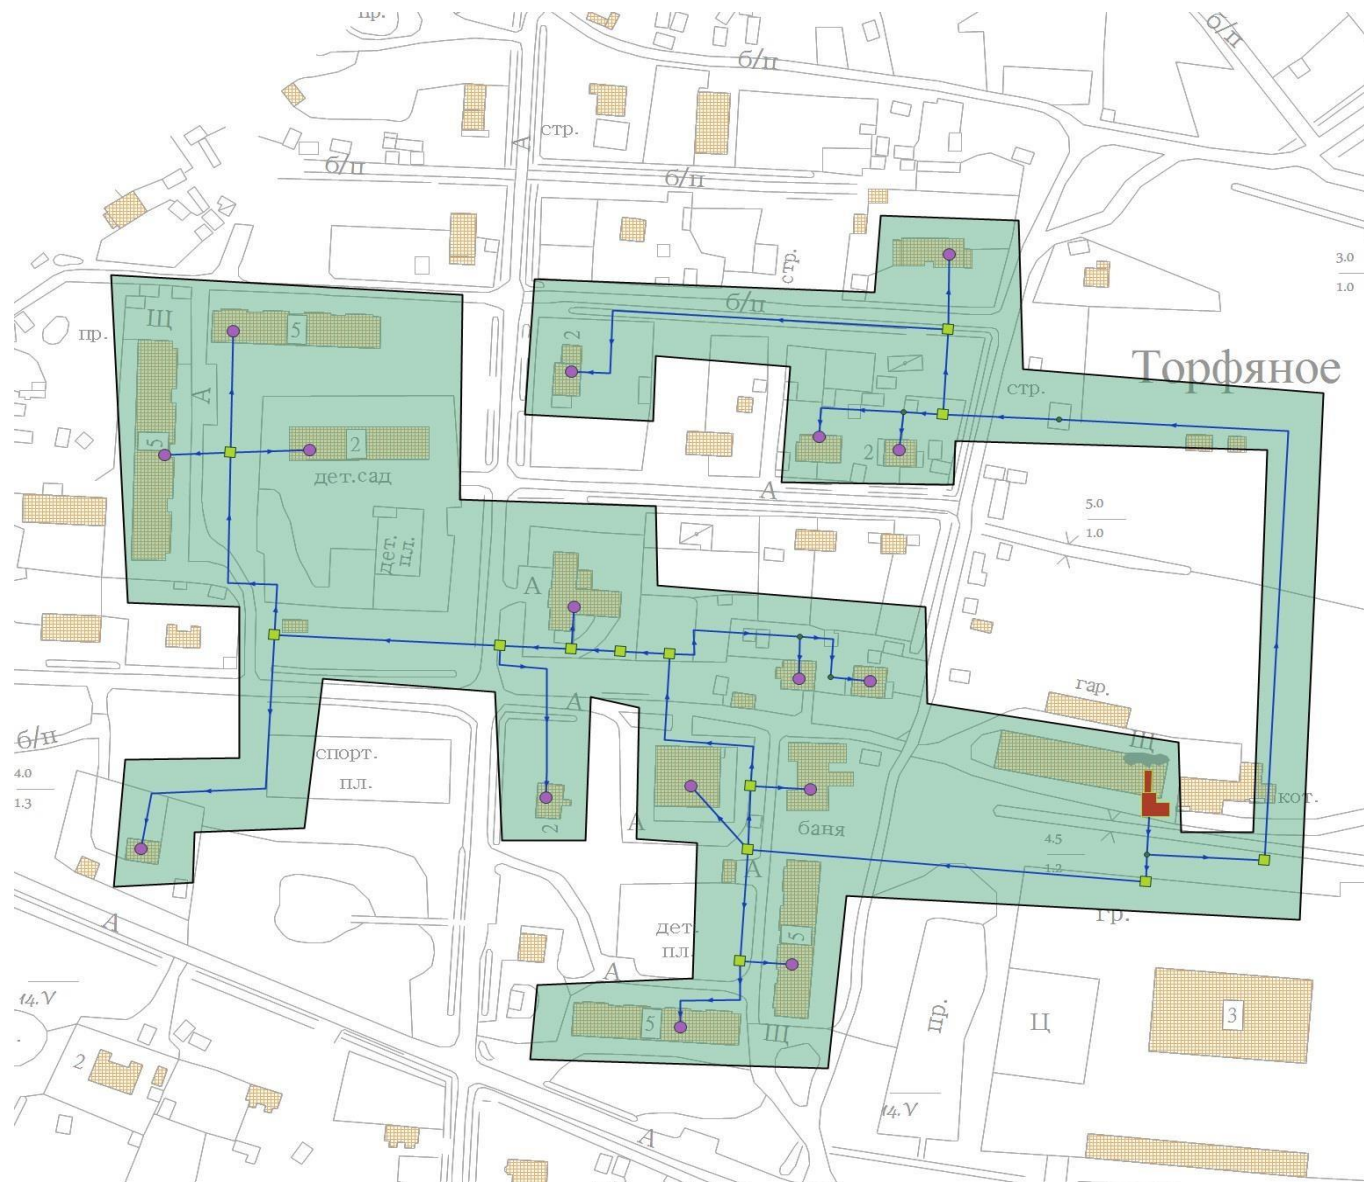 пр.
б/п
б/п
А
стр.
б/п
б/п
стр.
3.0
1.0
б/п
Щ
5
2
пр.
А
Торфяное
стр.
5
2
дет.сад
2
А
5.0
1.0
дет.
пл.
А
гар.
А
б/п
Щ
спорт.
пл.
4.0
1.3
кот.
2
А
баня
4.5
1.2
А
гр.
А
дет.
пл.
5
А
14.V
пр.
Ц
3
5
Щ
2
14.V
А